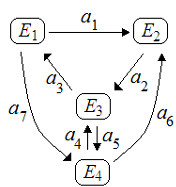 a₁
E₁ E₂
a₃ a₂
E₃
a₇ a₄ a₅ a₆
E₄